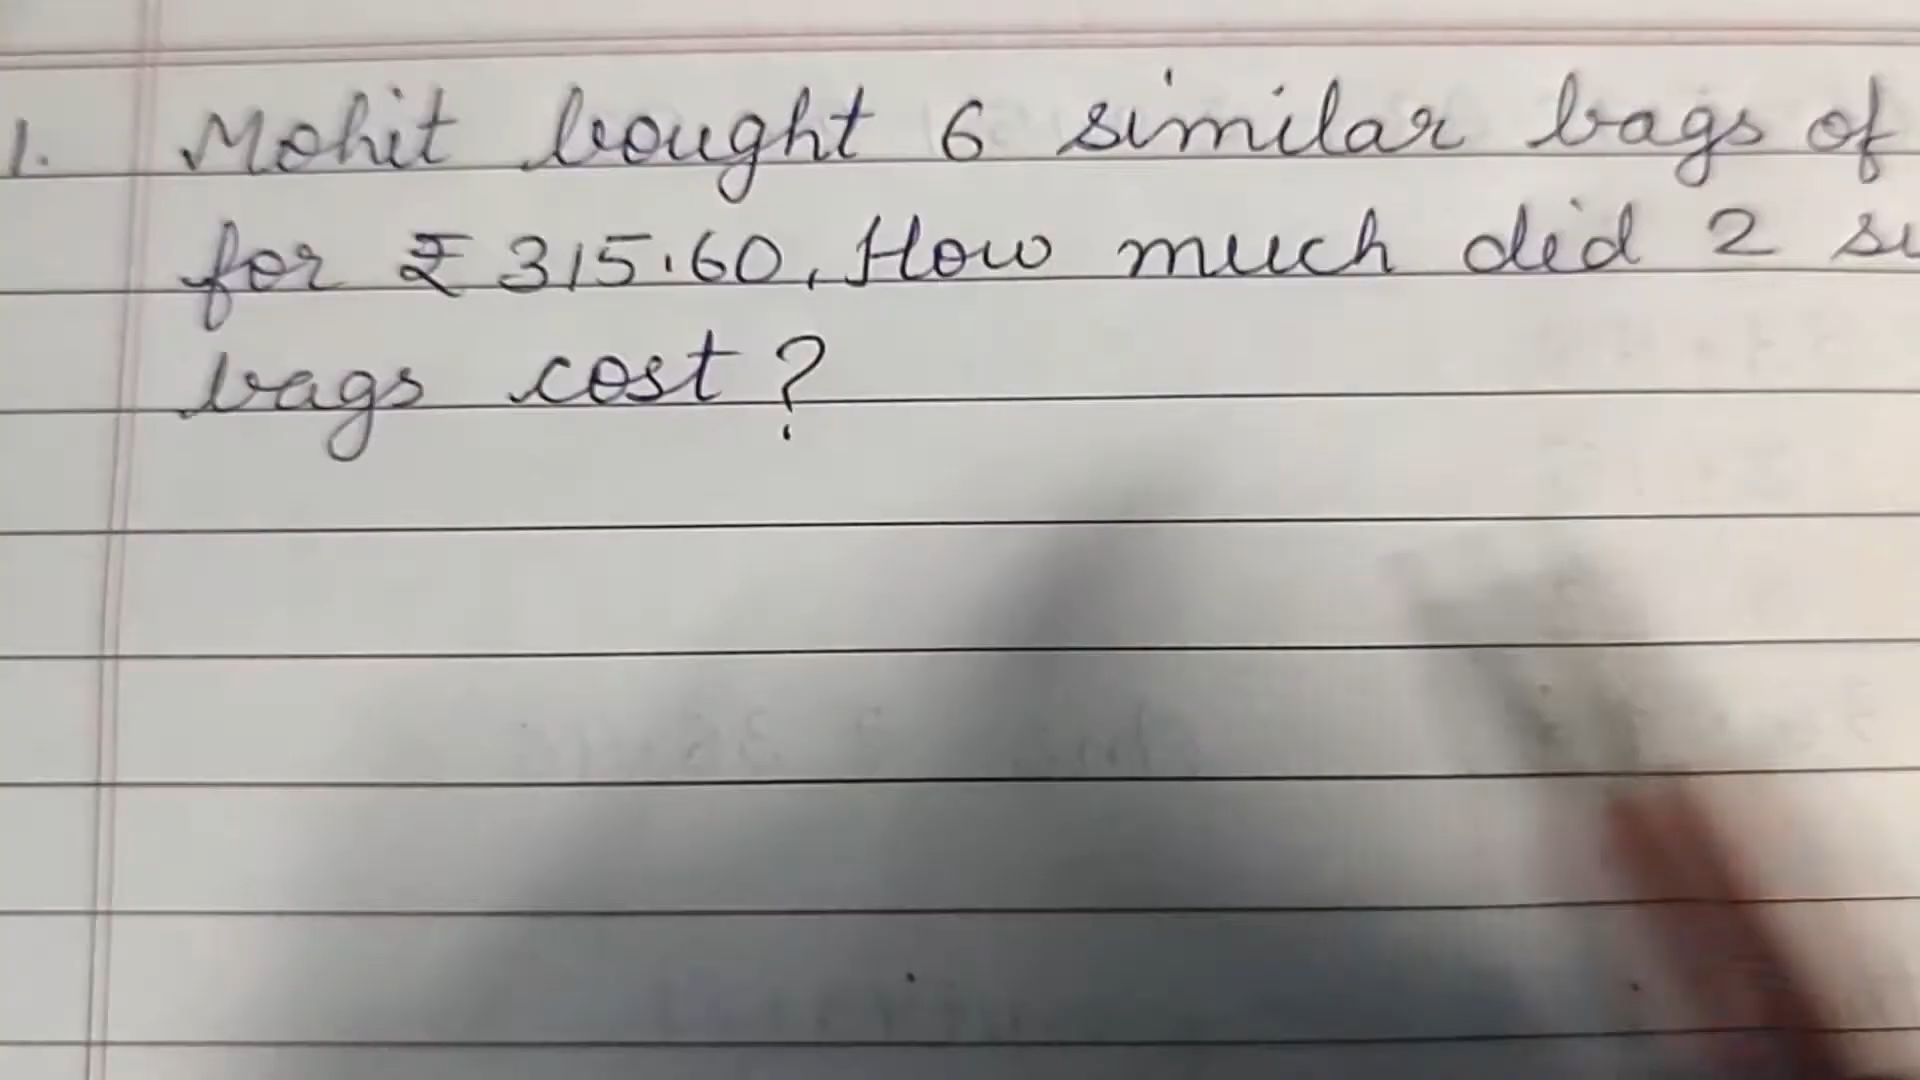 1. Mohit bought 6 similar bags of
for ₹ 315.60. How much did 2
bags cost?